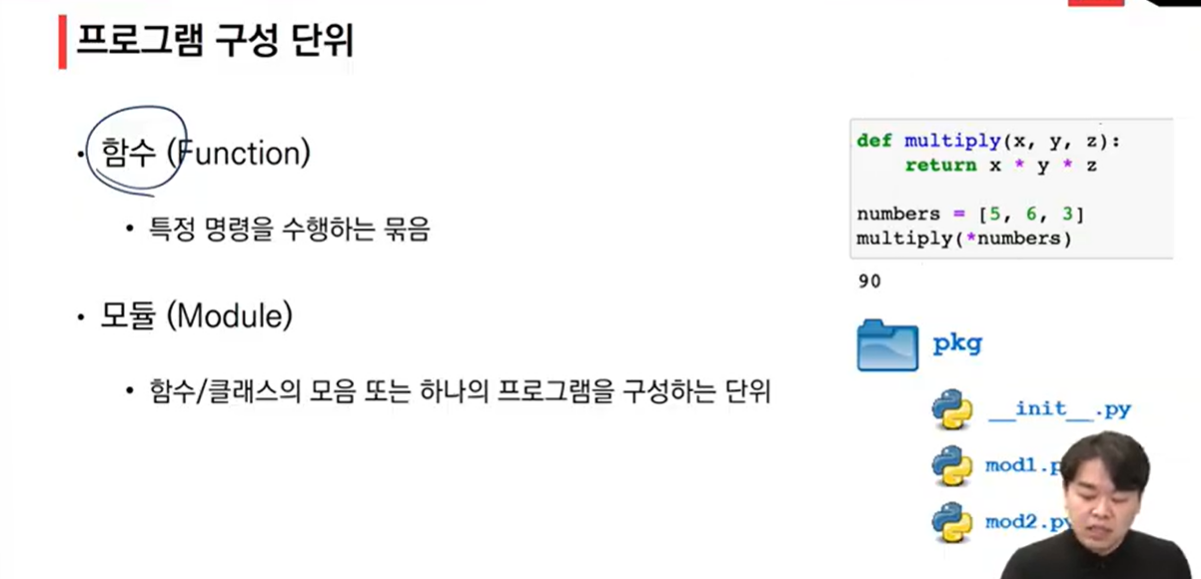 프로그램 구성 단위
• 함수 (Function)
• 특정 명령을 수행하는 묶음
• 모듈 (Module)
• 함수/클래스의 모음 또는 하나의 프로그램을 구성하는 단위
def multiply(x, y, z):
    return x * y * z
numbers = [5, 6, 3]
multiply(*numbers)
90
pkg
__init__.py
mod1.p
mod2.py